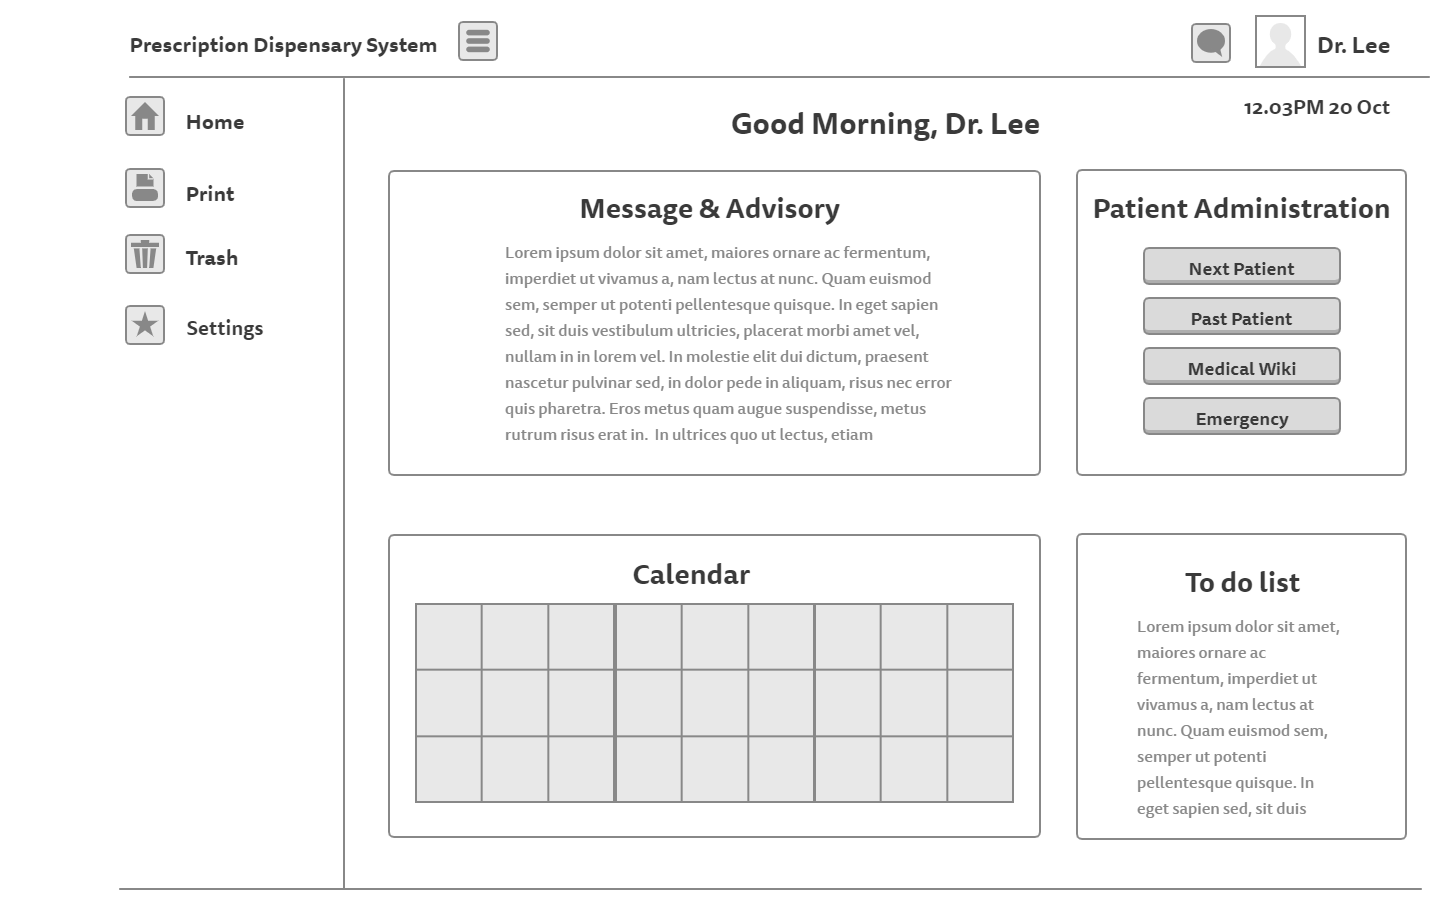 Prescription Dispensary System
Dr. Lee
Home
Print
Trash
Settings
12.03PM 20 Oct
Good Morning, Dr. Lee
Message & Advisory
Lorem ipsum dolor sit amet, maiores ornare ac fermentum,
imperdiet ut vivamus a, nam lectus at nunc. Quam euismod
sem, semper ut potenti pellentesque quisque. In eget sapien
sed, sit duis vestibulum ultricies, placerat morbi amet vel,
nullam in in lorem vel. In molestie elit dui dictum, praesent
nascetur pulvinar sed, in dolor pede in aliquam, risus nec error
quis pharetra. Eros metus quam augue suspendisse, metus
rutrum risus erat in.  In ultrices quo ut lectus, etiam
Patient Administration
Next Patient
Past Patient
Medical Wiki
Emergency
Calendar
To do list
Lorem ipsum dolor sit amet,
maiores ornare ac
fermentum, imperdiet ut
vivamus a, nam lectus at
nunc. Quam euismod sem,
semper ut potenti
pellentesque quisque. In
eget sapien sed, sit duis